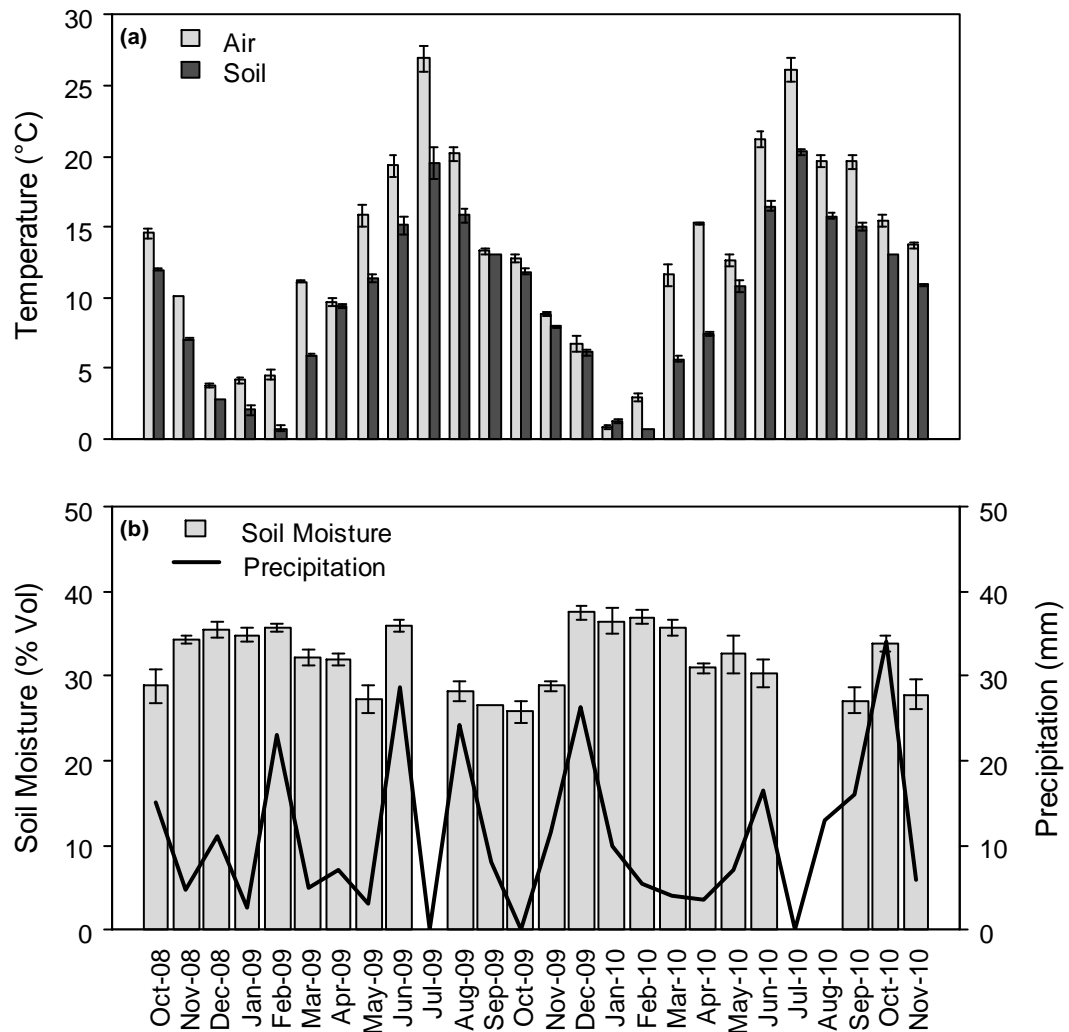 (a)
Air
Soil
Temperature (°C)
30
25
20
15
10
5
0
(b)
Soil Moisture
Precipitation
Soil Moisture (% Vol)
50
40
30
20
10
0
Precipitation (mm)
50
40
30
20
10
0
Oct-08
Nov-08
Dec-08
Jan-09
Feb-09
Mar-09
Apr-09
May-09
Jun-09
Jul-09
Aug-09
Sep-09
Oct-09
Nov-09
Dec-09
Jan-10
Feb-10
Mar-10
Apr-10
May-10
Jun-10
Jul-10
Aug-10
Sep-10
Oct-10
Nov-10